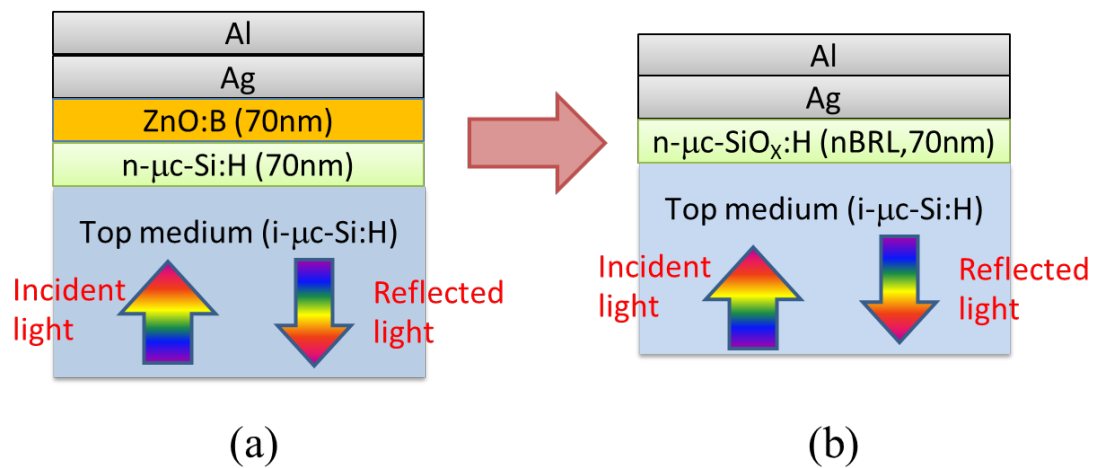 Al
Ag
ZnO:B (70nm)
n-μc-Si:H (70nm)
Top medium (i-μc-Si:H)
Incident
light
Reflected
light
(a)
Al
Ag
n-μc-SiOX:H (nBRL,70nm)
Top medium (i-μc-Si:H)
Incident
light
Reflected
light
(b)